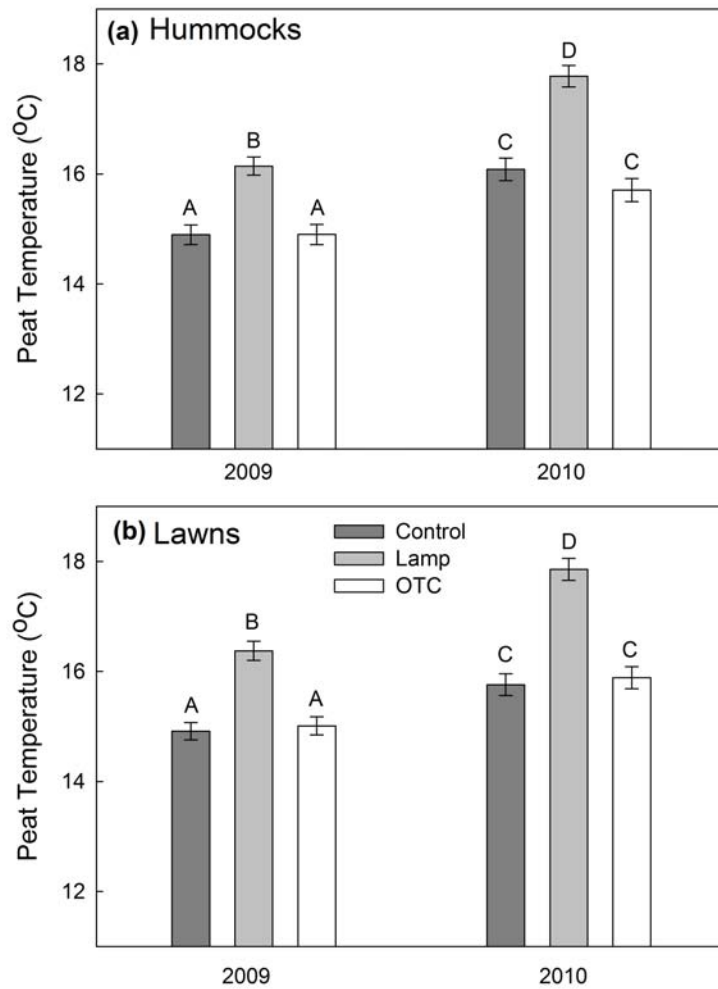 (a) Hummocks
Peat Temperature (°C)
18
16
14
12
A
B
A
C
D
C
2009
2010
(b) Lawns
Control
Lamp
OTC
Peat Temperature (°C)
18
16
14
12
A
B
A
C
D
C
2009
2010